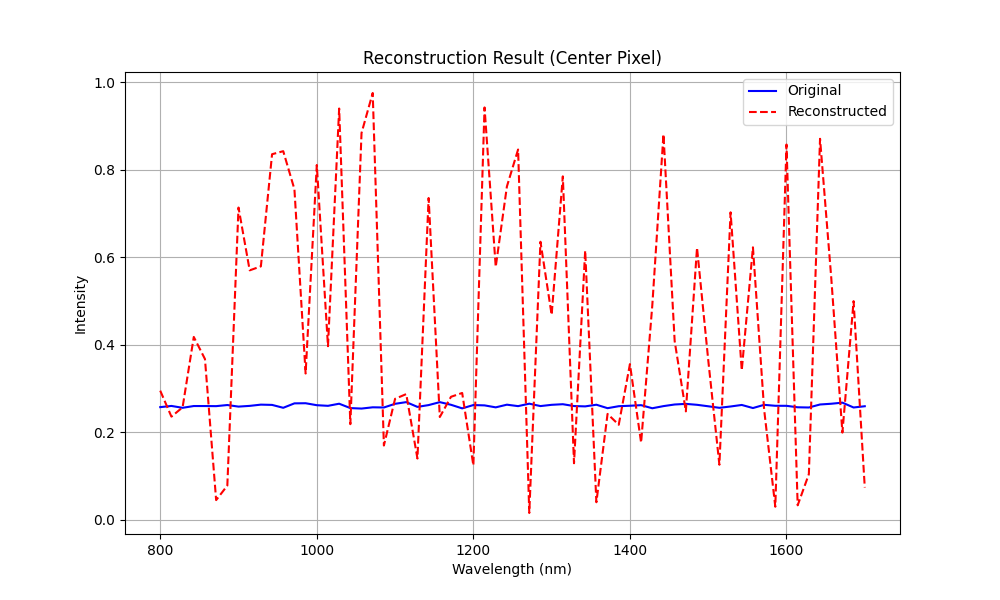 Reconstruction Result (Center Pixel)
Original
Reconstructed
Intensity
1.0
0.8
0.6
0.4
0.2
0.0
800 1000 1200 1400 1600
Wavelength (nm)